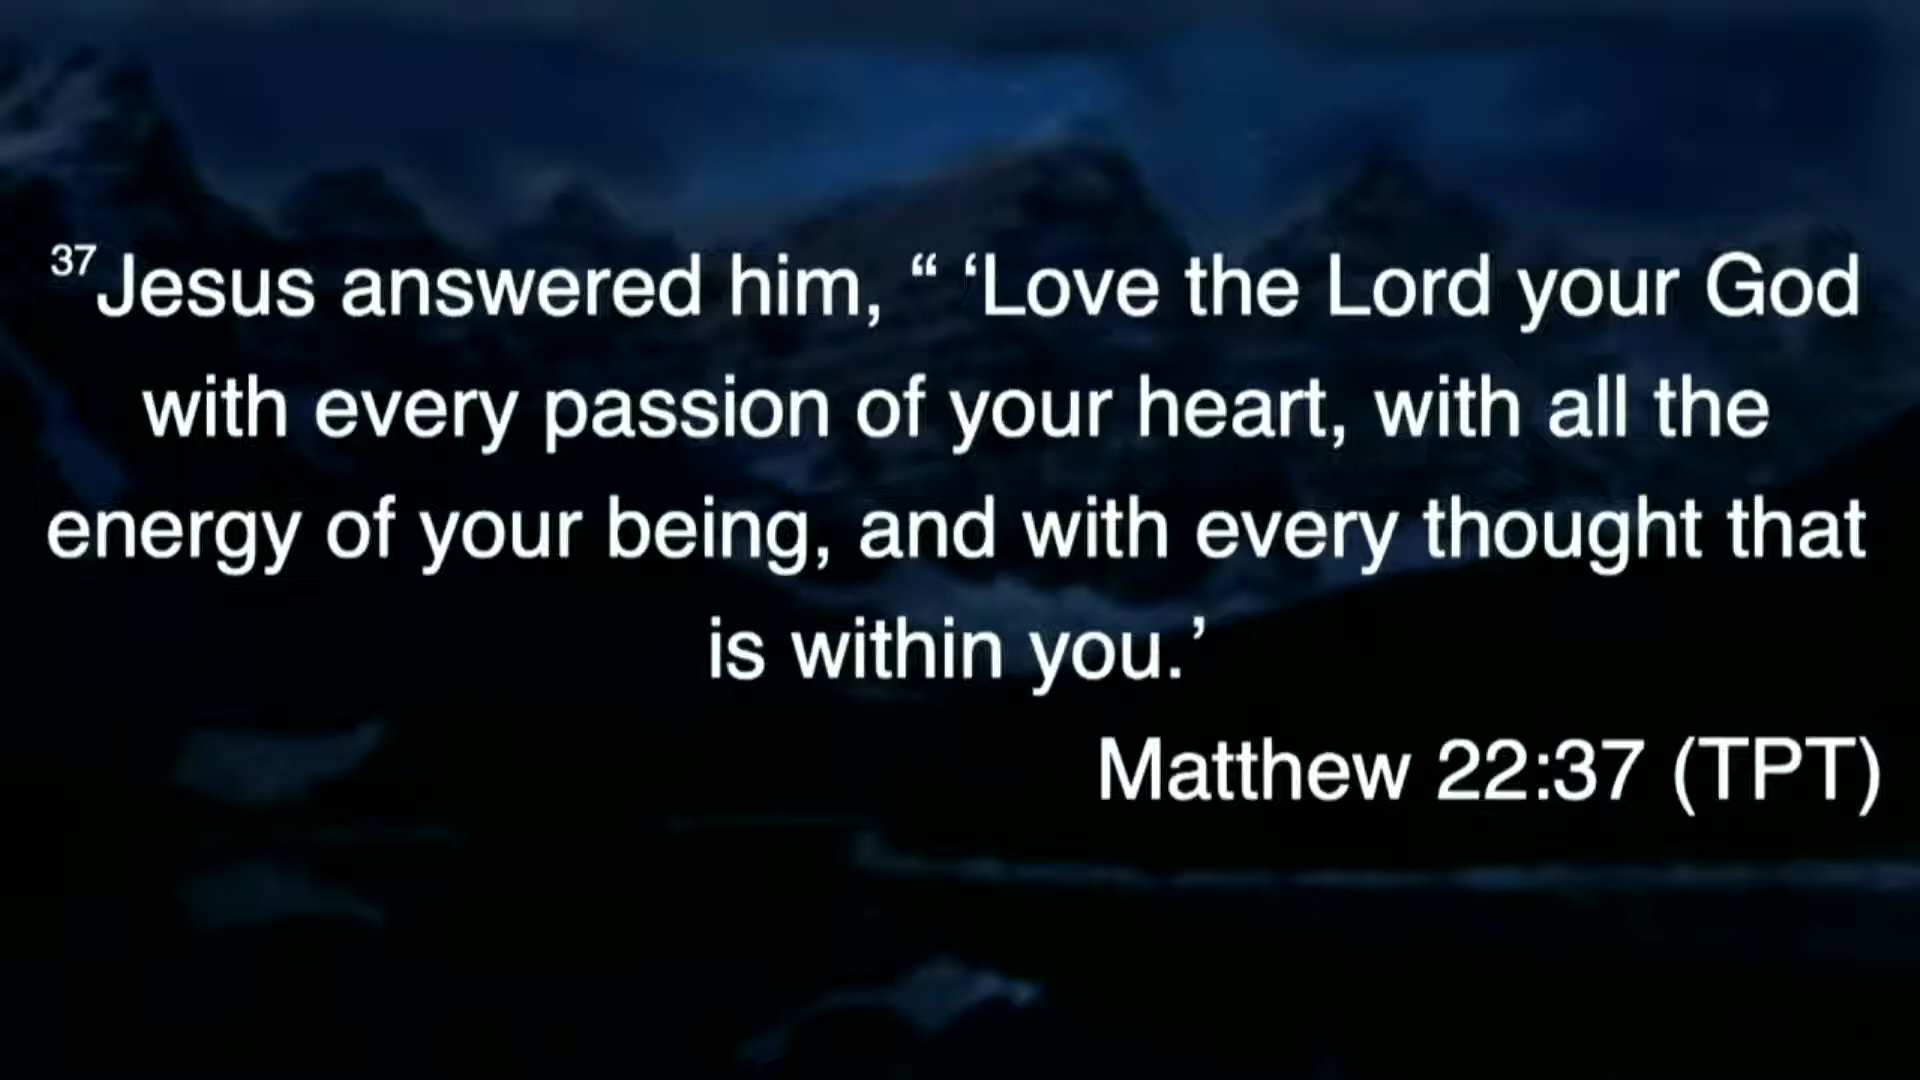 37Jesus answered him, “ ‘Love the Lord your God
with every passion of your heart, with all the
energy of your being, and with every thought that
is within you.’
Matthew 22:37 (TPT)